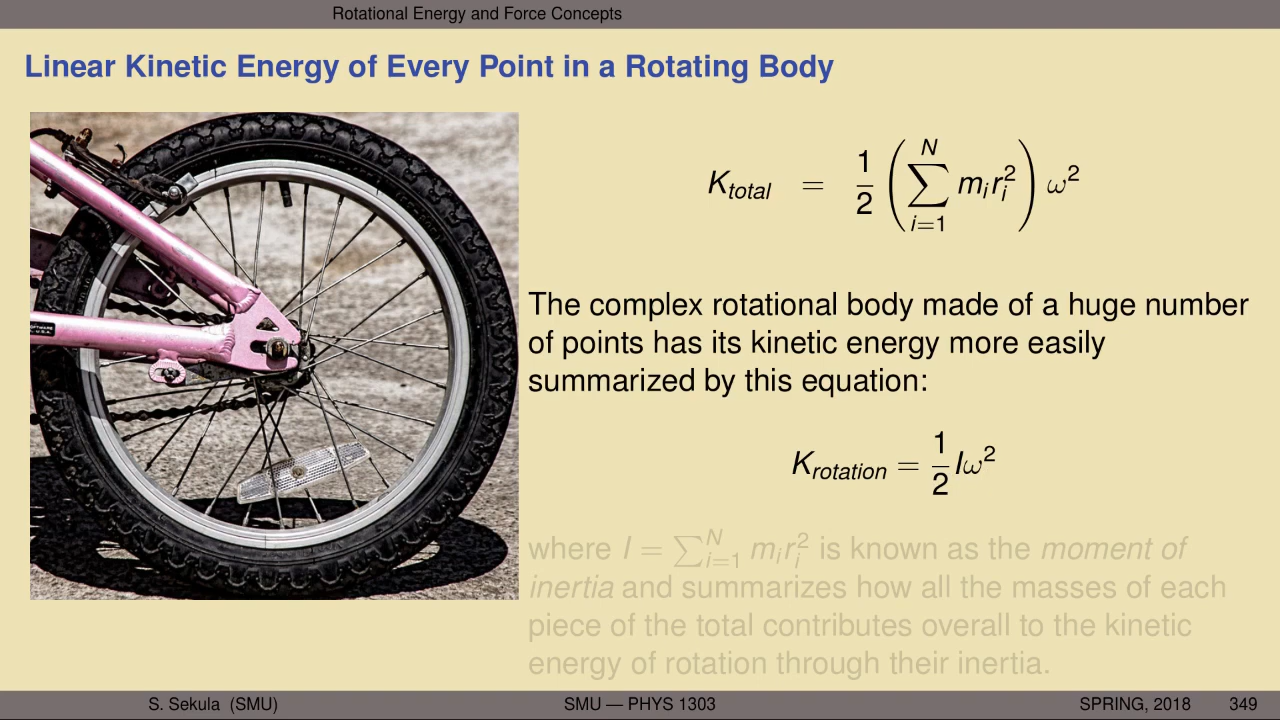 Rotational Energy and Force Concepts
Linear Kinetic Energy of Every Point in a Rotating Body
K_total = 1/2 (∑_{i=1}^{N} m_i r_i^2) ω^2
The complex rotational body made of a huge number
of points has its kinetic energy more easily
summarized by this equation:
K_rotation = 1/2 Iω^2
where I = ∑_{i=1}^{N} m_i r_i^2 is known as the moment of
inertia and summarizes how all the masses of each
piece of the total contributes overall to the kinetic
energy of rotation through their inertia.
S. Sekula (SMU) SMU — PHYS 1303 SPRING, 2018 349